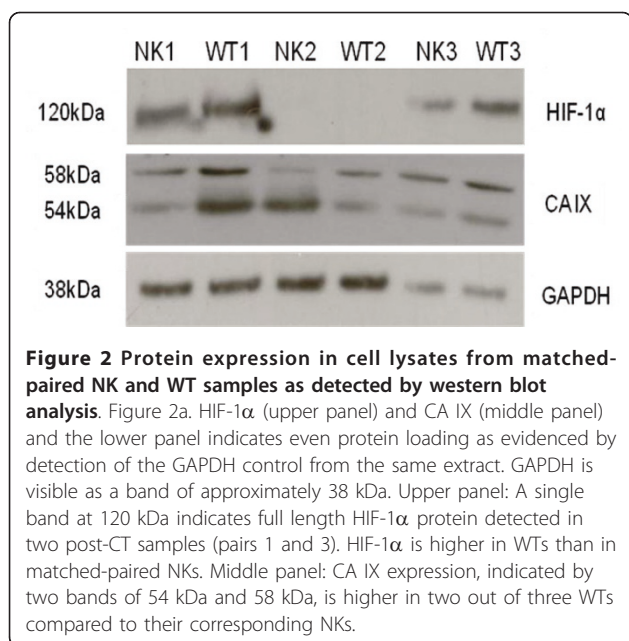 NK1 WT1 NK2 WT2 NK3 WT3
120kDa HIF-1α
58kDa
54kDa CAIX
38kDa GAPDH
Figure 2 Protein expression in cell lysates from matched-
paired NK and WT samples as detected by western blot
analysis. Figure 2a. HIF-1α (upper panel) and CA IX (middle panel)
and the lower panel indicates even protein loading as evidenced by
detection of the GAPDH control from the same extract. GAPDH is
visible as a band of approximately 38 kDa. Upper panel: A single
band at 120 kDa indicates full length HIF-1α protein detected in
two post-CT samples (pairs 1 and 3). HIF-1α is higher in WTs than in
matched-paired NKs. Middle panel: CA IX expression, indicated by
two bands of 54 kDa and 58 kDa, is higher in two out of three WTs
compared to their corresponding NKs.